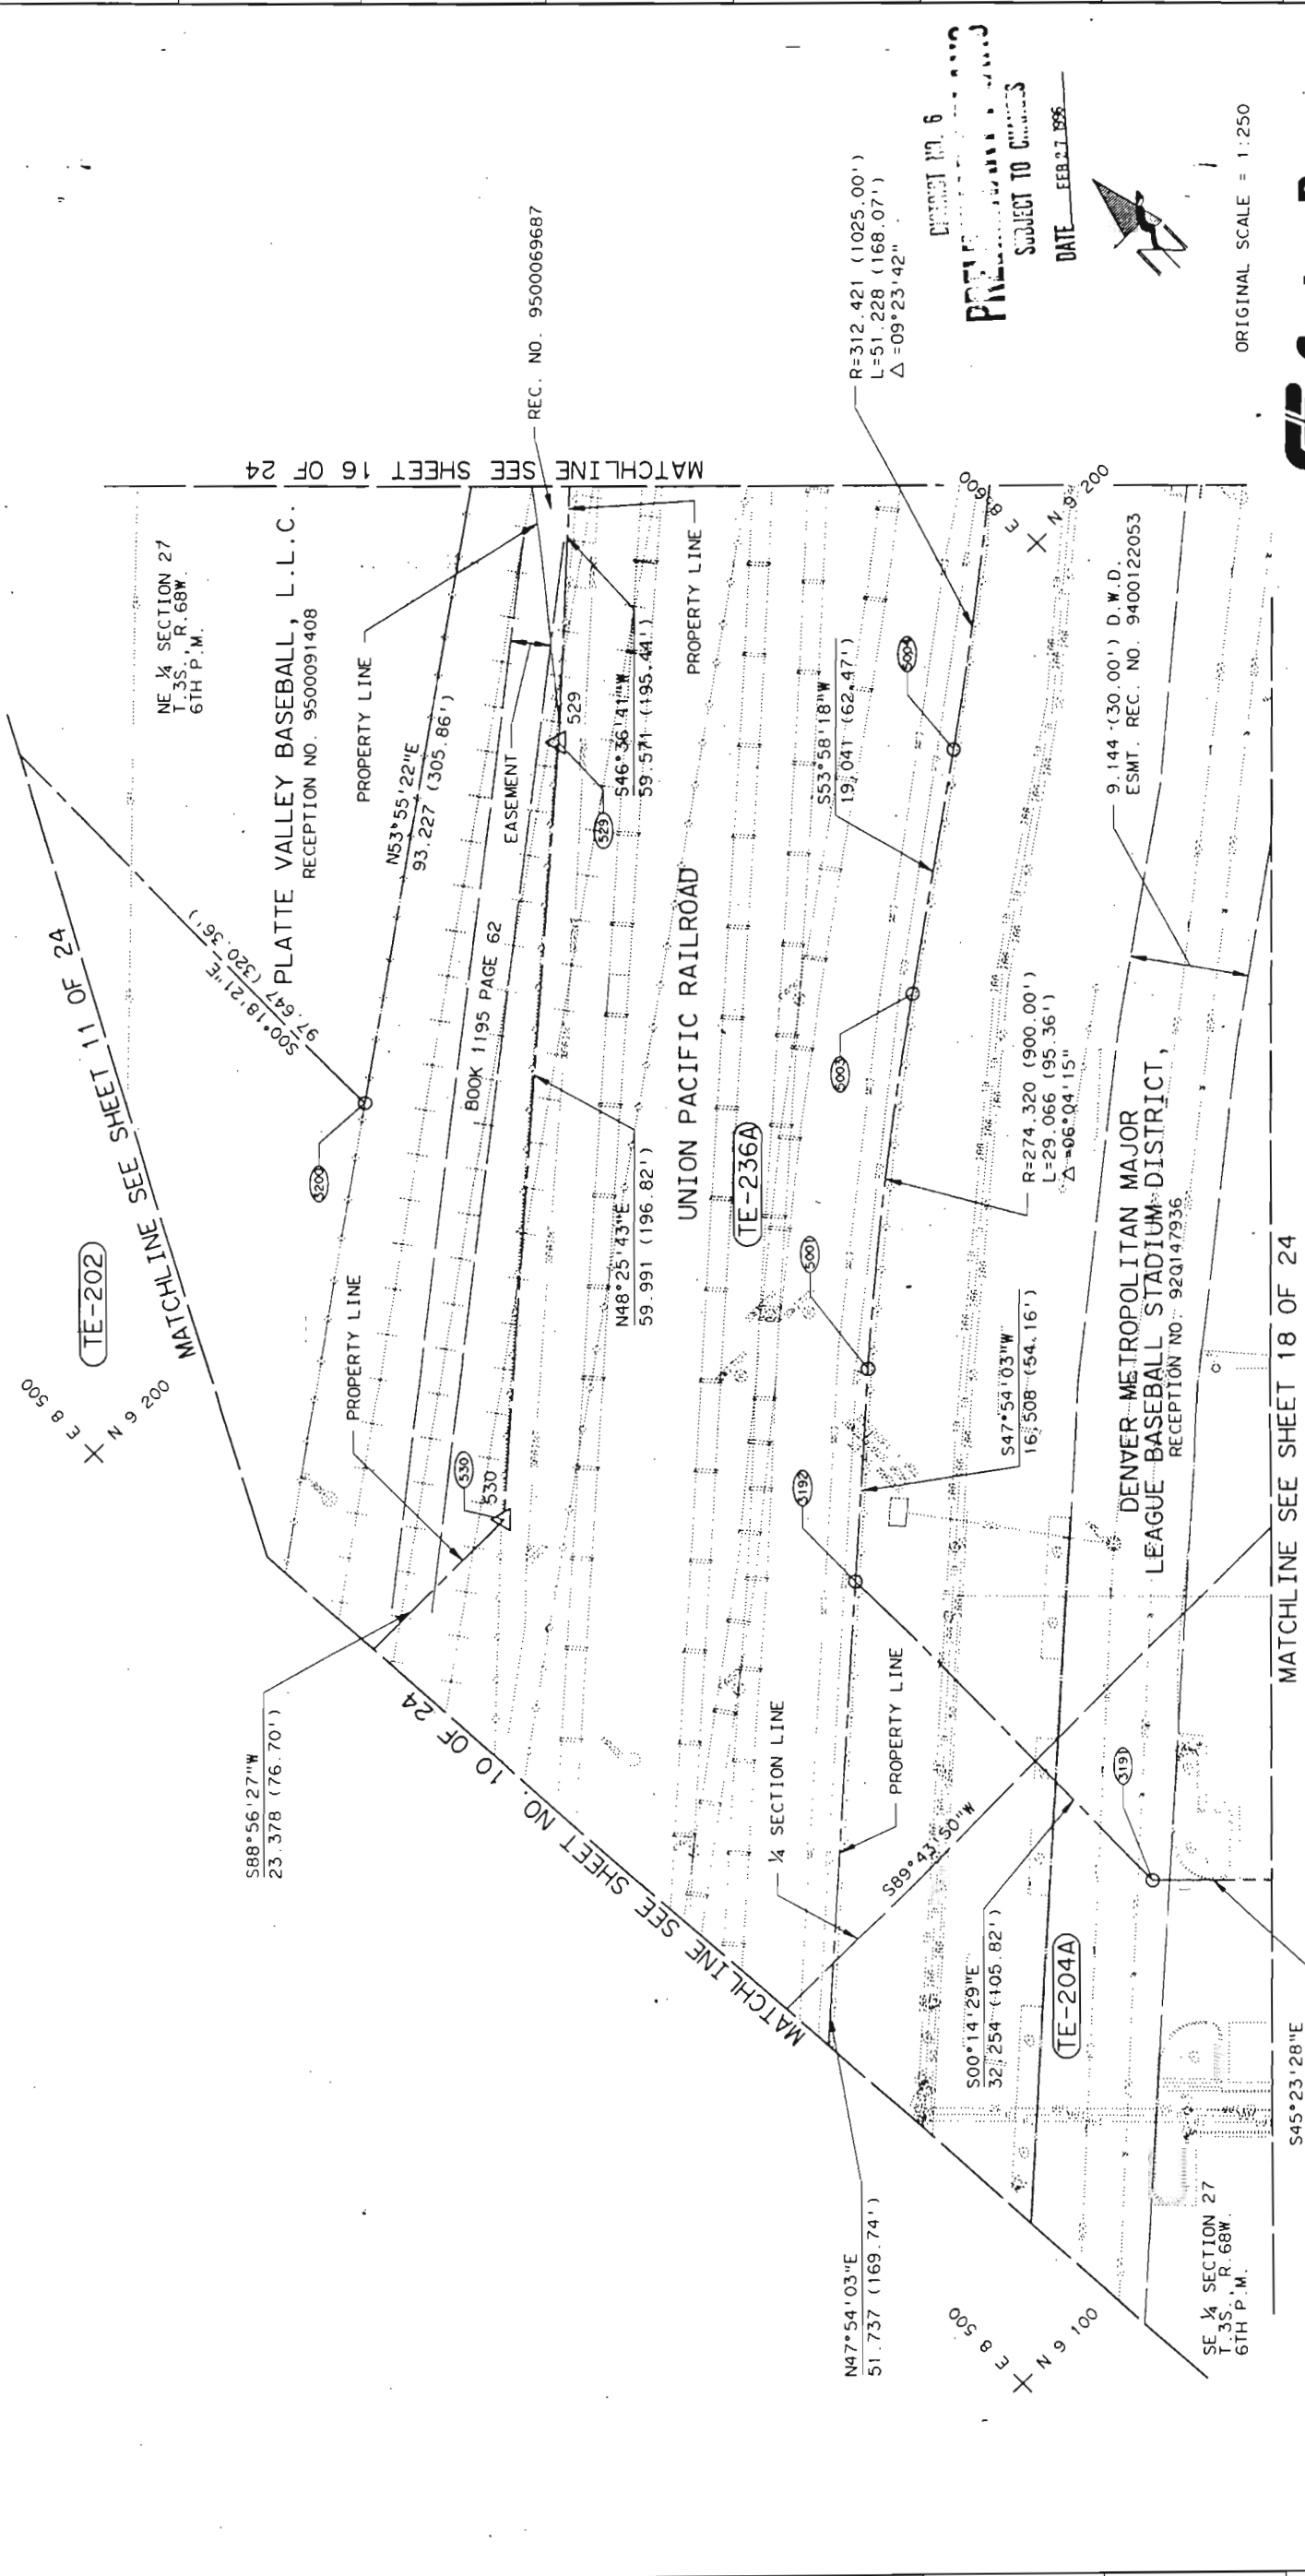 TE-202
E 8 500
N 9 200
MATCHLINE SEE SHEET 11 OF 24
NE ¼ SECTION 27
T.3S., R.68W.
6TH P.M.
S00°18'21"E
97.647 (320.36')
PLATTE VALLEY BASEBALL, L.L.C.
RECEPTION NO. 9500091408
PROPERTY LINE
N53°55'22"E
93.227 (305.86')
3200
EASEMENT
BOOK 1195 PAGE 62
MATCHLINE SEE SHEET 16 OF 24
REC. NO. 9500069687
S88°56'27"W
23.378 (76.70')
PROPERTY LINE
530
530
529
529
S46°36'41"W
59.571 (195.44')
PROPERTY LINE
N48°25'43"E
59.991 (196.82')
UNION PACIFIC RAILROAD
TE-236A
MATCHLINE SEE SHEET NO. 10 OF 24
¼ SECTION LINE
PROPERTY LINE
S89°43'50"W
3192
5001
5003
5004
S53°58'18"W
19.041 (62.47')
R=312.421 (1025.00')
L=51.228 (168.07')
Δ=09°23'42"
R=274.320 (900.00')
L=29.066 (95.36')
Δ=06°04'15"
S47°54'03"W
16.508 (54.16')
E 8 600
N 9 200
9.144 (30.00') D.W.D.
ESMT. REC. NO. 9400122053
DENVER METROPOLITAN MAJOR
LEAGUE BASEBALL STADIUM DISTRICT,
RECEPTION NO. 920147936
N47°54'03"E
51.737 (169.74')
S00°14'29"E
32.254 (105.82')
TE-204A
3191
E 8 500
N 9 100
SE ¼ SECTION 27
T.3S., R.68W.
6TH P.M.
S45°23'28"E
MATCHLINE SEE SHEET 18 OF 24
DISTRICT NO. 6
SUBJECT TO CHANGES
DATE FEB 27 1996
ORIGINAL SCALE = 1:250